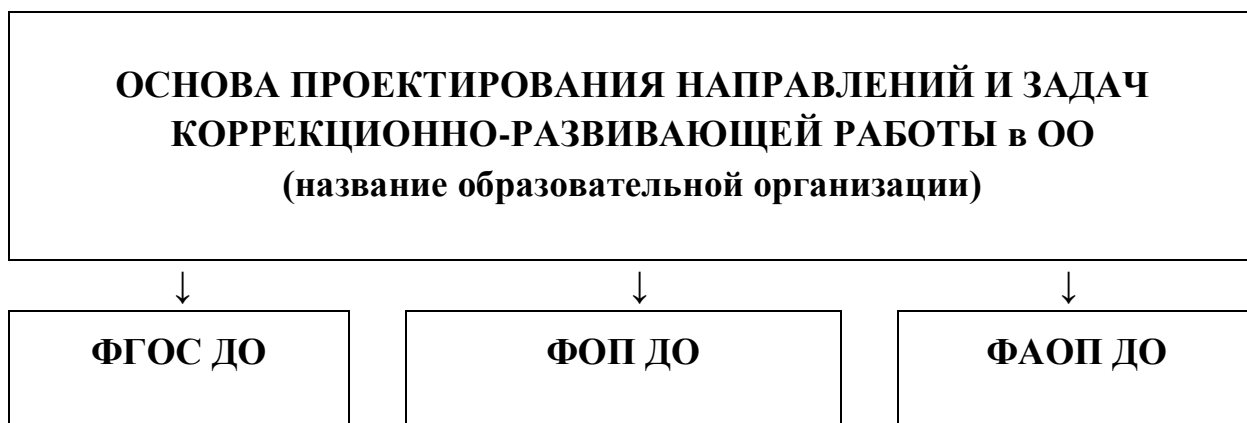 ОСНОВА ПРОЕКТИРОВАНИЯ НАПРАВЛЕНИЙ И ЗАДАЧ
КОРРЕКЦИОННО-РАЗВИВАЮЩЕЙ РАБОТЫ в ОО
(название образовательной организации)
↓ ↓ ↓
ФГОС ДО ФОП ДО ФАОП ДО